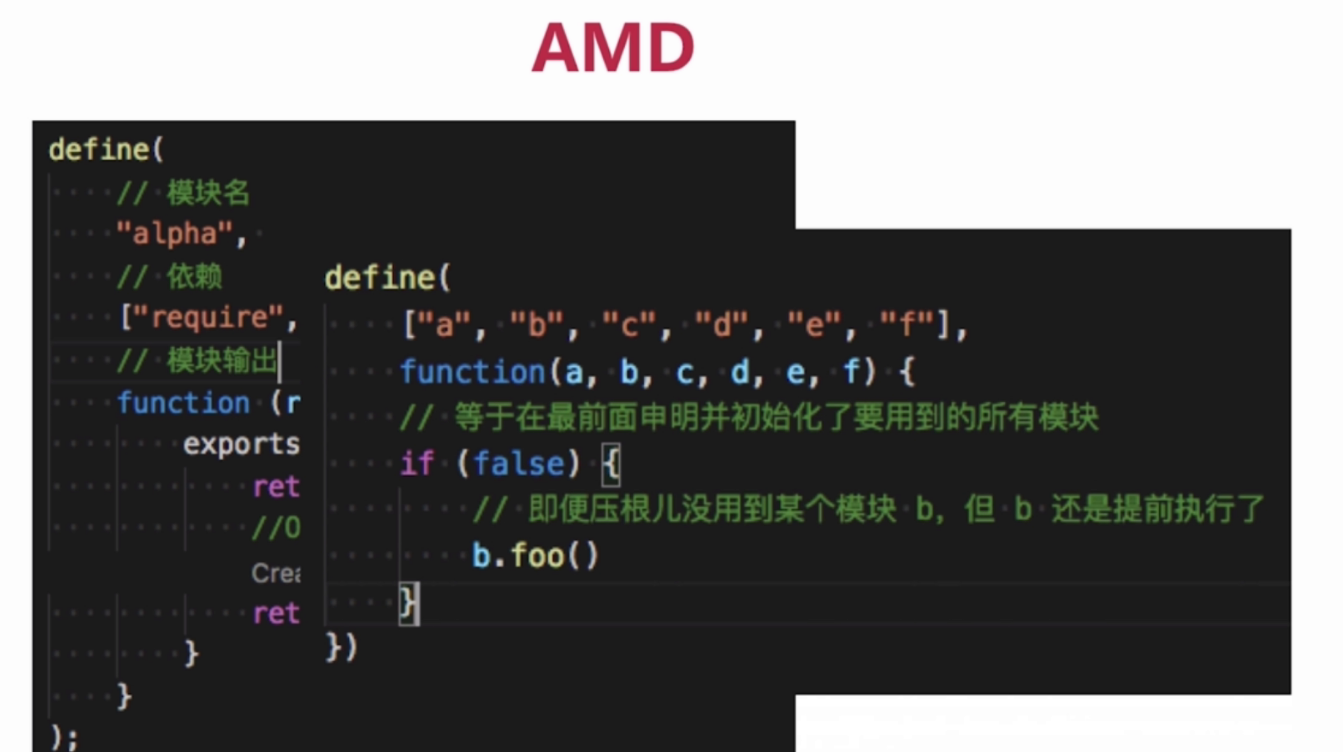 AMD
define(
// 模块名
"alpha",
// 依赖
["require",
// 模块输出
function (r
exports
ret
//0
Crea
ret
}
}
);
define(
["a", "b", "c", "d", "e", "f"],
function(a, b, c, d, e, f) {
// 等于在最前面申明并初始化了要用到的所有模块
if (false) {
// 即便压根儿没用到某个模块 b，但 b 还是提前执行了
b.foo()
}
})